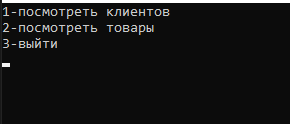 1-посмотреть клиентов
2-посмотреть товары
3-выйти